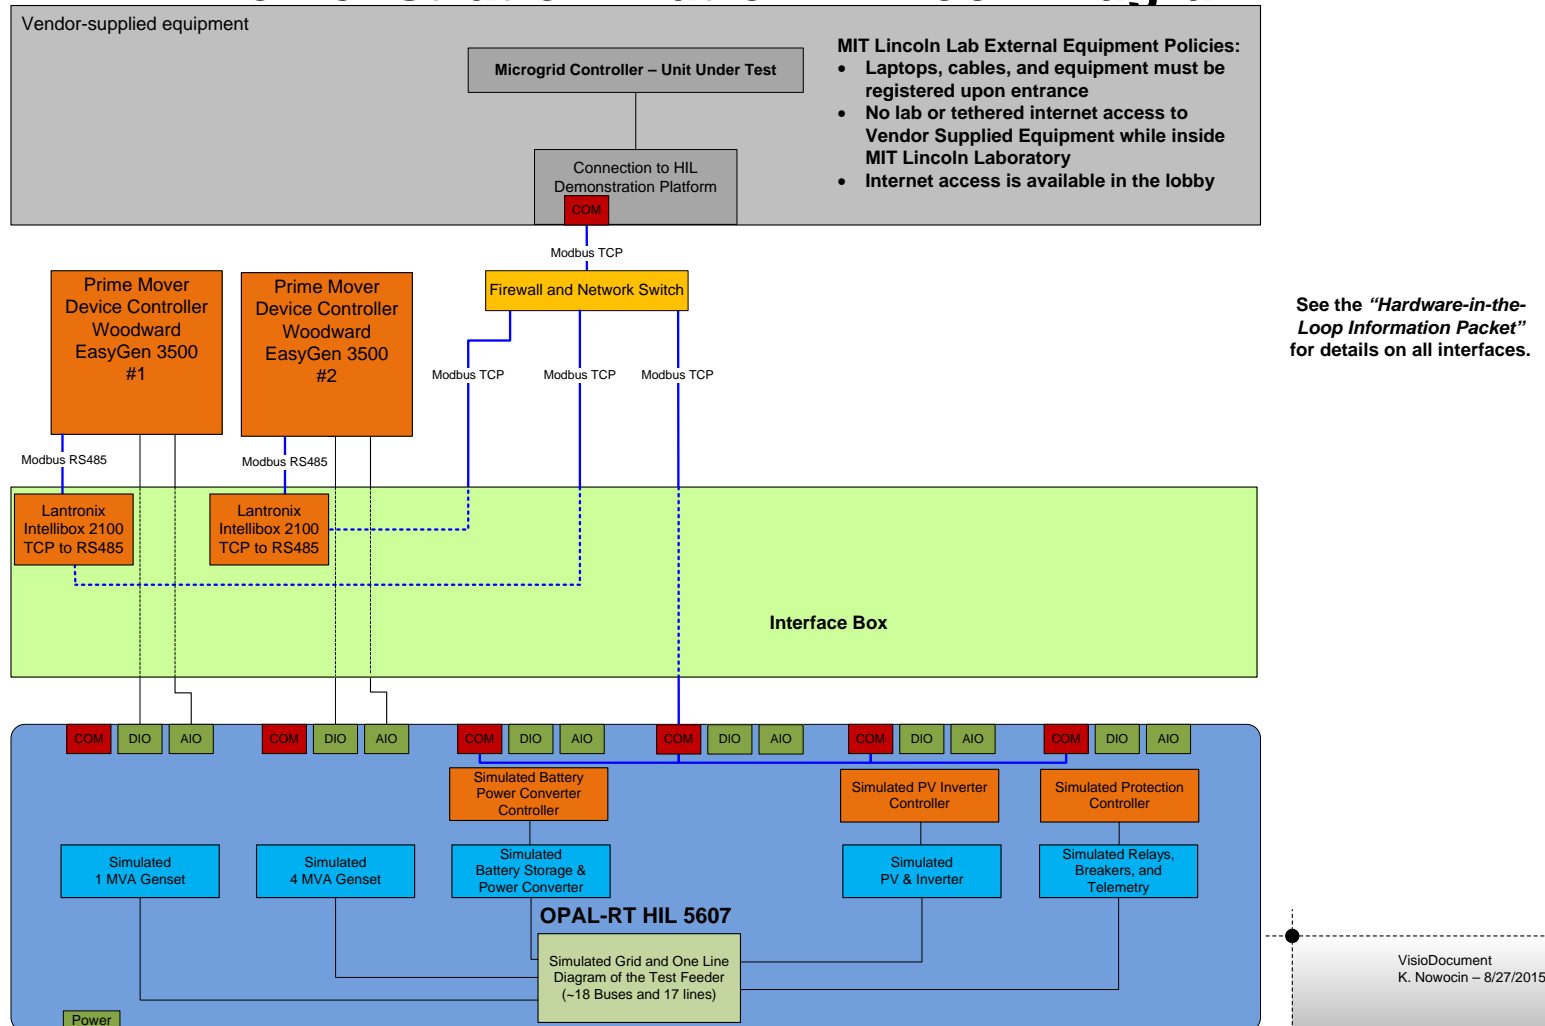 Vendor-supplied equipment
Microgrid Controller – Unit Under Test
Connection to HIL
Demonstration Platform
COM
MIT Lincoln Lab External Equipment Policies:
• Laptops, cables, and equipment must be
registered upon entrance
• No lab or tethered internet access to
Vendor Supplied Equipment while inside
MIT Lincoln Laboratory
• Internet access is available in the lobby
Modbus TCP
Firewall and Network Switch
Prime Mover
Device Controller
Woodward
EasyGen 3500
#1
Prime Mover
Device Controller
Woodward
EasyGen 3500
#2
See the “Hardware-in-the-
Loop Information Packet”
for details on all interfaces.
Modbus TCP
Modbus TCP
Modbus TCP
Modbus RS485
Modbus RS485
Lantronix
Intellibox 2100
TCP to RS485
Lantronix
Intellibox 2100
TCP to RS485
Interface Box
COM
DIO
AIO
COM
DIO
AIO
COM
DIO
AIO
COM
DIO
AIO
COM
DIO
AIO
COM
DIO
AIO
Simulated Battery
Power Converter
Controller
Simulated PV Inverter
Controller
Simulated Protection
Controller
Simulated
1 MVA Genset
Simulated
4 MVA Genset
Simulated
Battery Storage &
Power Converter
Simulated
PV & Inverter
Simulated Relays,
Breakers, and
Telemetry
OPAL-RT HIL 5607
Simulated Grid and One Line
Diagram of the Test Feeder
(~18 Buses and 17 lines)
Power
VisioDocument
K. Nowocin – 8/27/2015